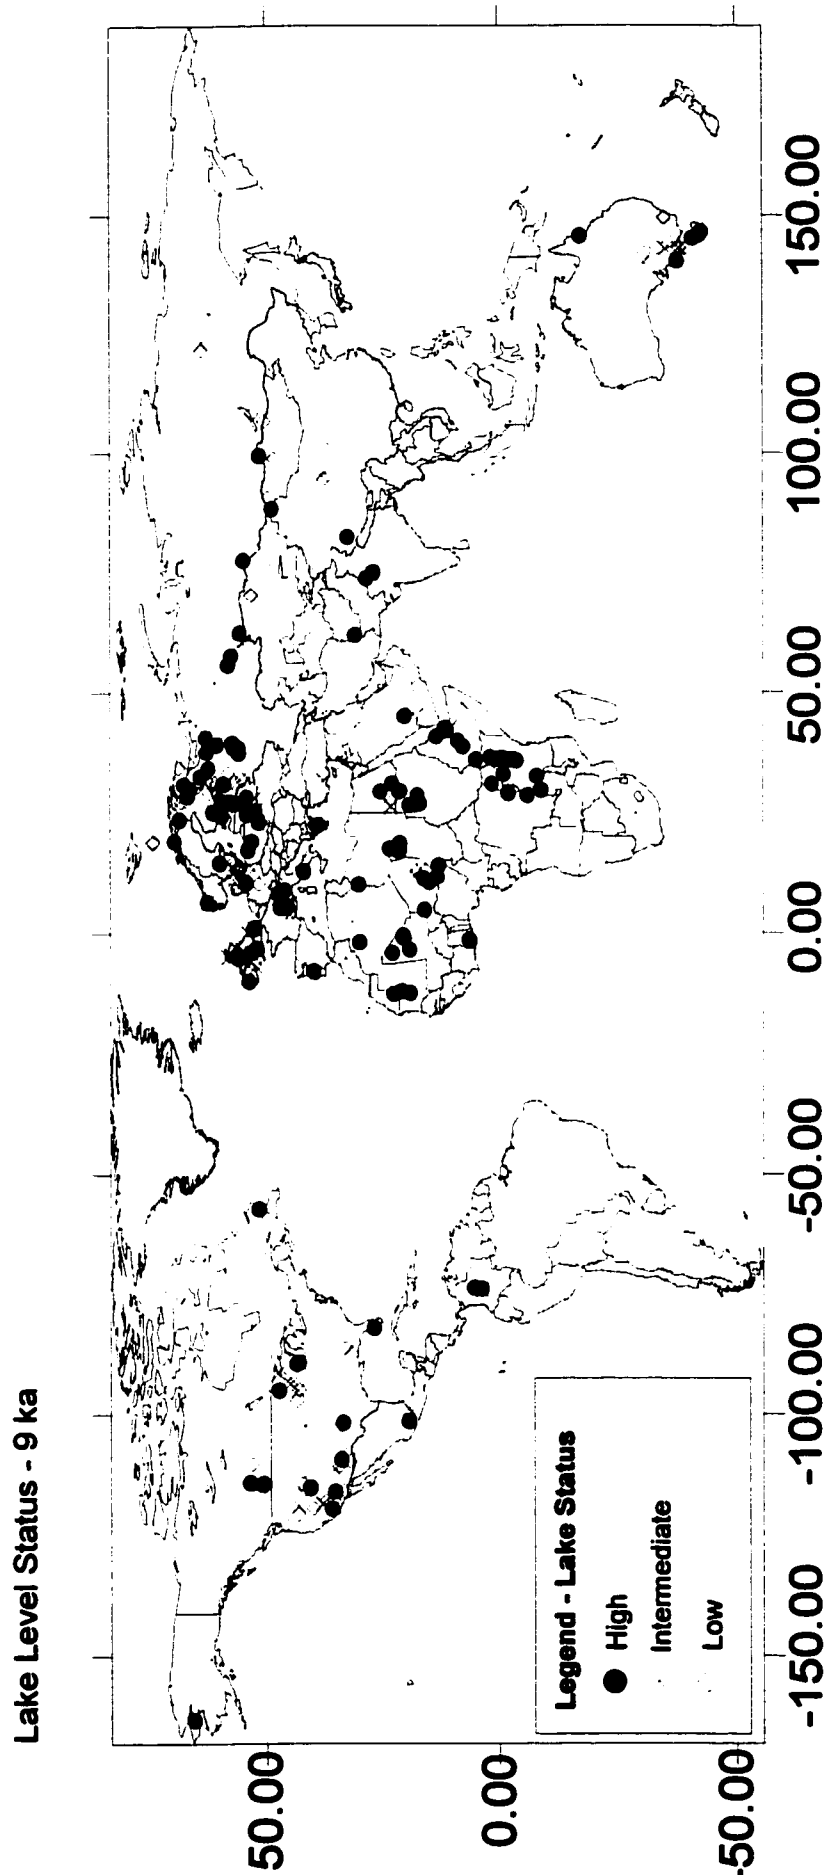 Lake Level Status - 9 ka
50.00
0.00
-50.00
Legend - Lake Status
High
Intermediate
Low
-150.00
-100.00
-50.00
0.00
50.00
100.00
150.00